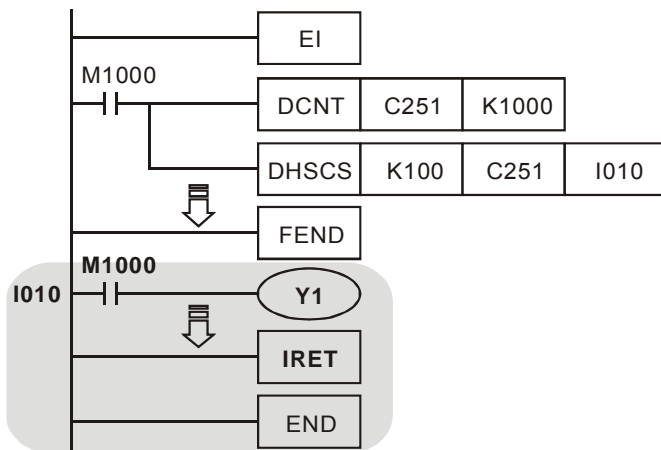 EI
M1000
DCNT C251 K1000
DHSCS K100 C251 I010
FEND
M1000
I010 Y1
IRET
END